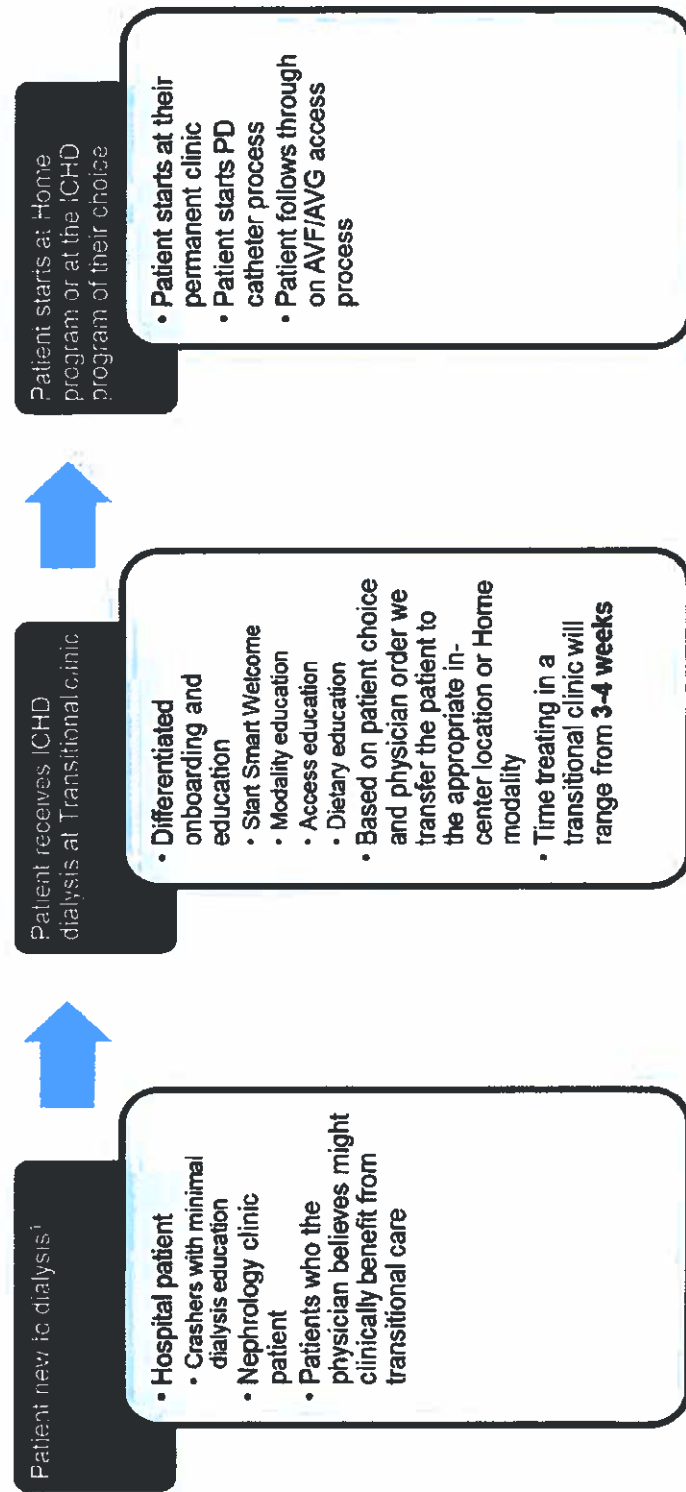 Patient new to dialysis¹
• Hospital patient
• Crashers with minimal
dialysis education
• Nephrology clinic
patient
• Patients who the
physician believes might
clinically benefit from
transitional care
Patient receives ICHD
dialysis at Transitional clinic
• Differentiated
onboarding and
education
• Start Smart Welcome
• Modality education
• Access education
• Dietary education
• Based on patient choice
and physician order we
transfer the patient to
the appropriate in-
center location or Home
modality
• Time treating in a
transitional clinic will
range from 3-4 weeks
Patient starts at Home
program or at the ICHD
program of their choice
• Patient starts at their
permanent clinic
• Patient starts PD
catheter process
• Patient follows through
on AVF/AVG access
process